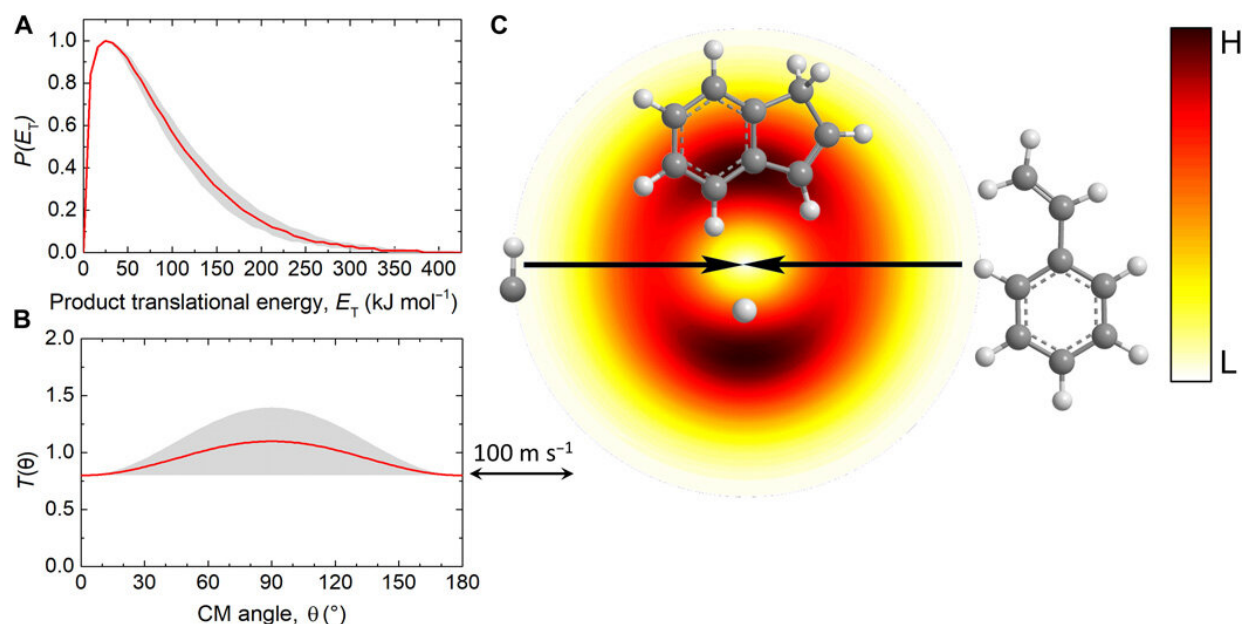 A
P(E_T)
1.0
0.8
0.6
0.4
0.2
0.0
0 50 100 150 200 250 300 350 400
Product translational energy, E_T (kJ mol⁻¹)
B
T(θ)
2.0
1.5
1.0
0.5
0.0
0 30 60 90 120 150 180
CM angle, θ (°)
C
100 m s⁻¹
H
L